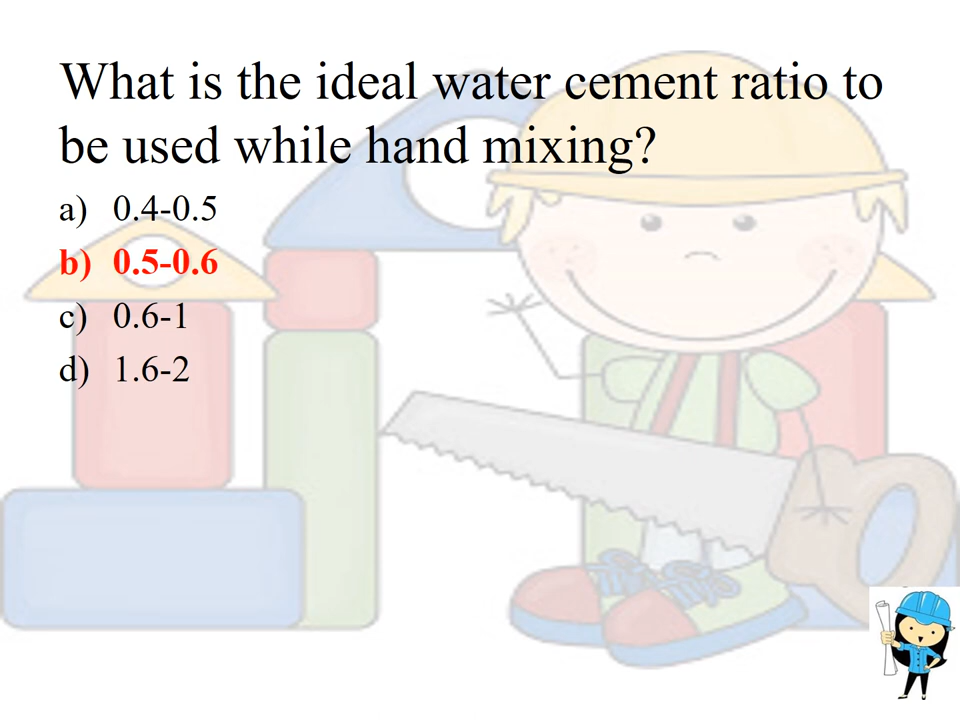 What is the ideal water cement ratio to
be used while hand mixing?
a) 0.4-0.5
b) 0.5-0.6
c) 0.6-1
d) 1.6-2